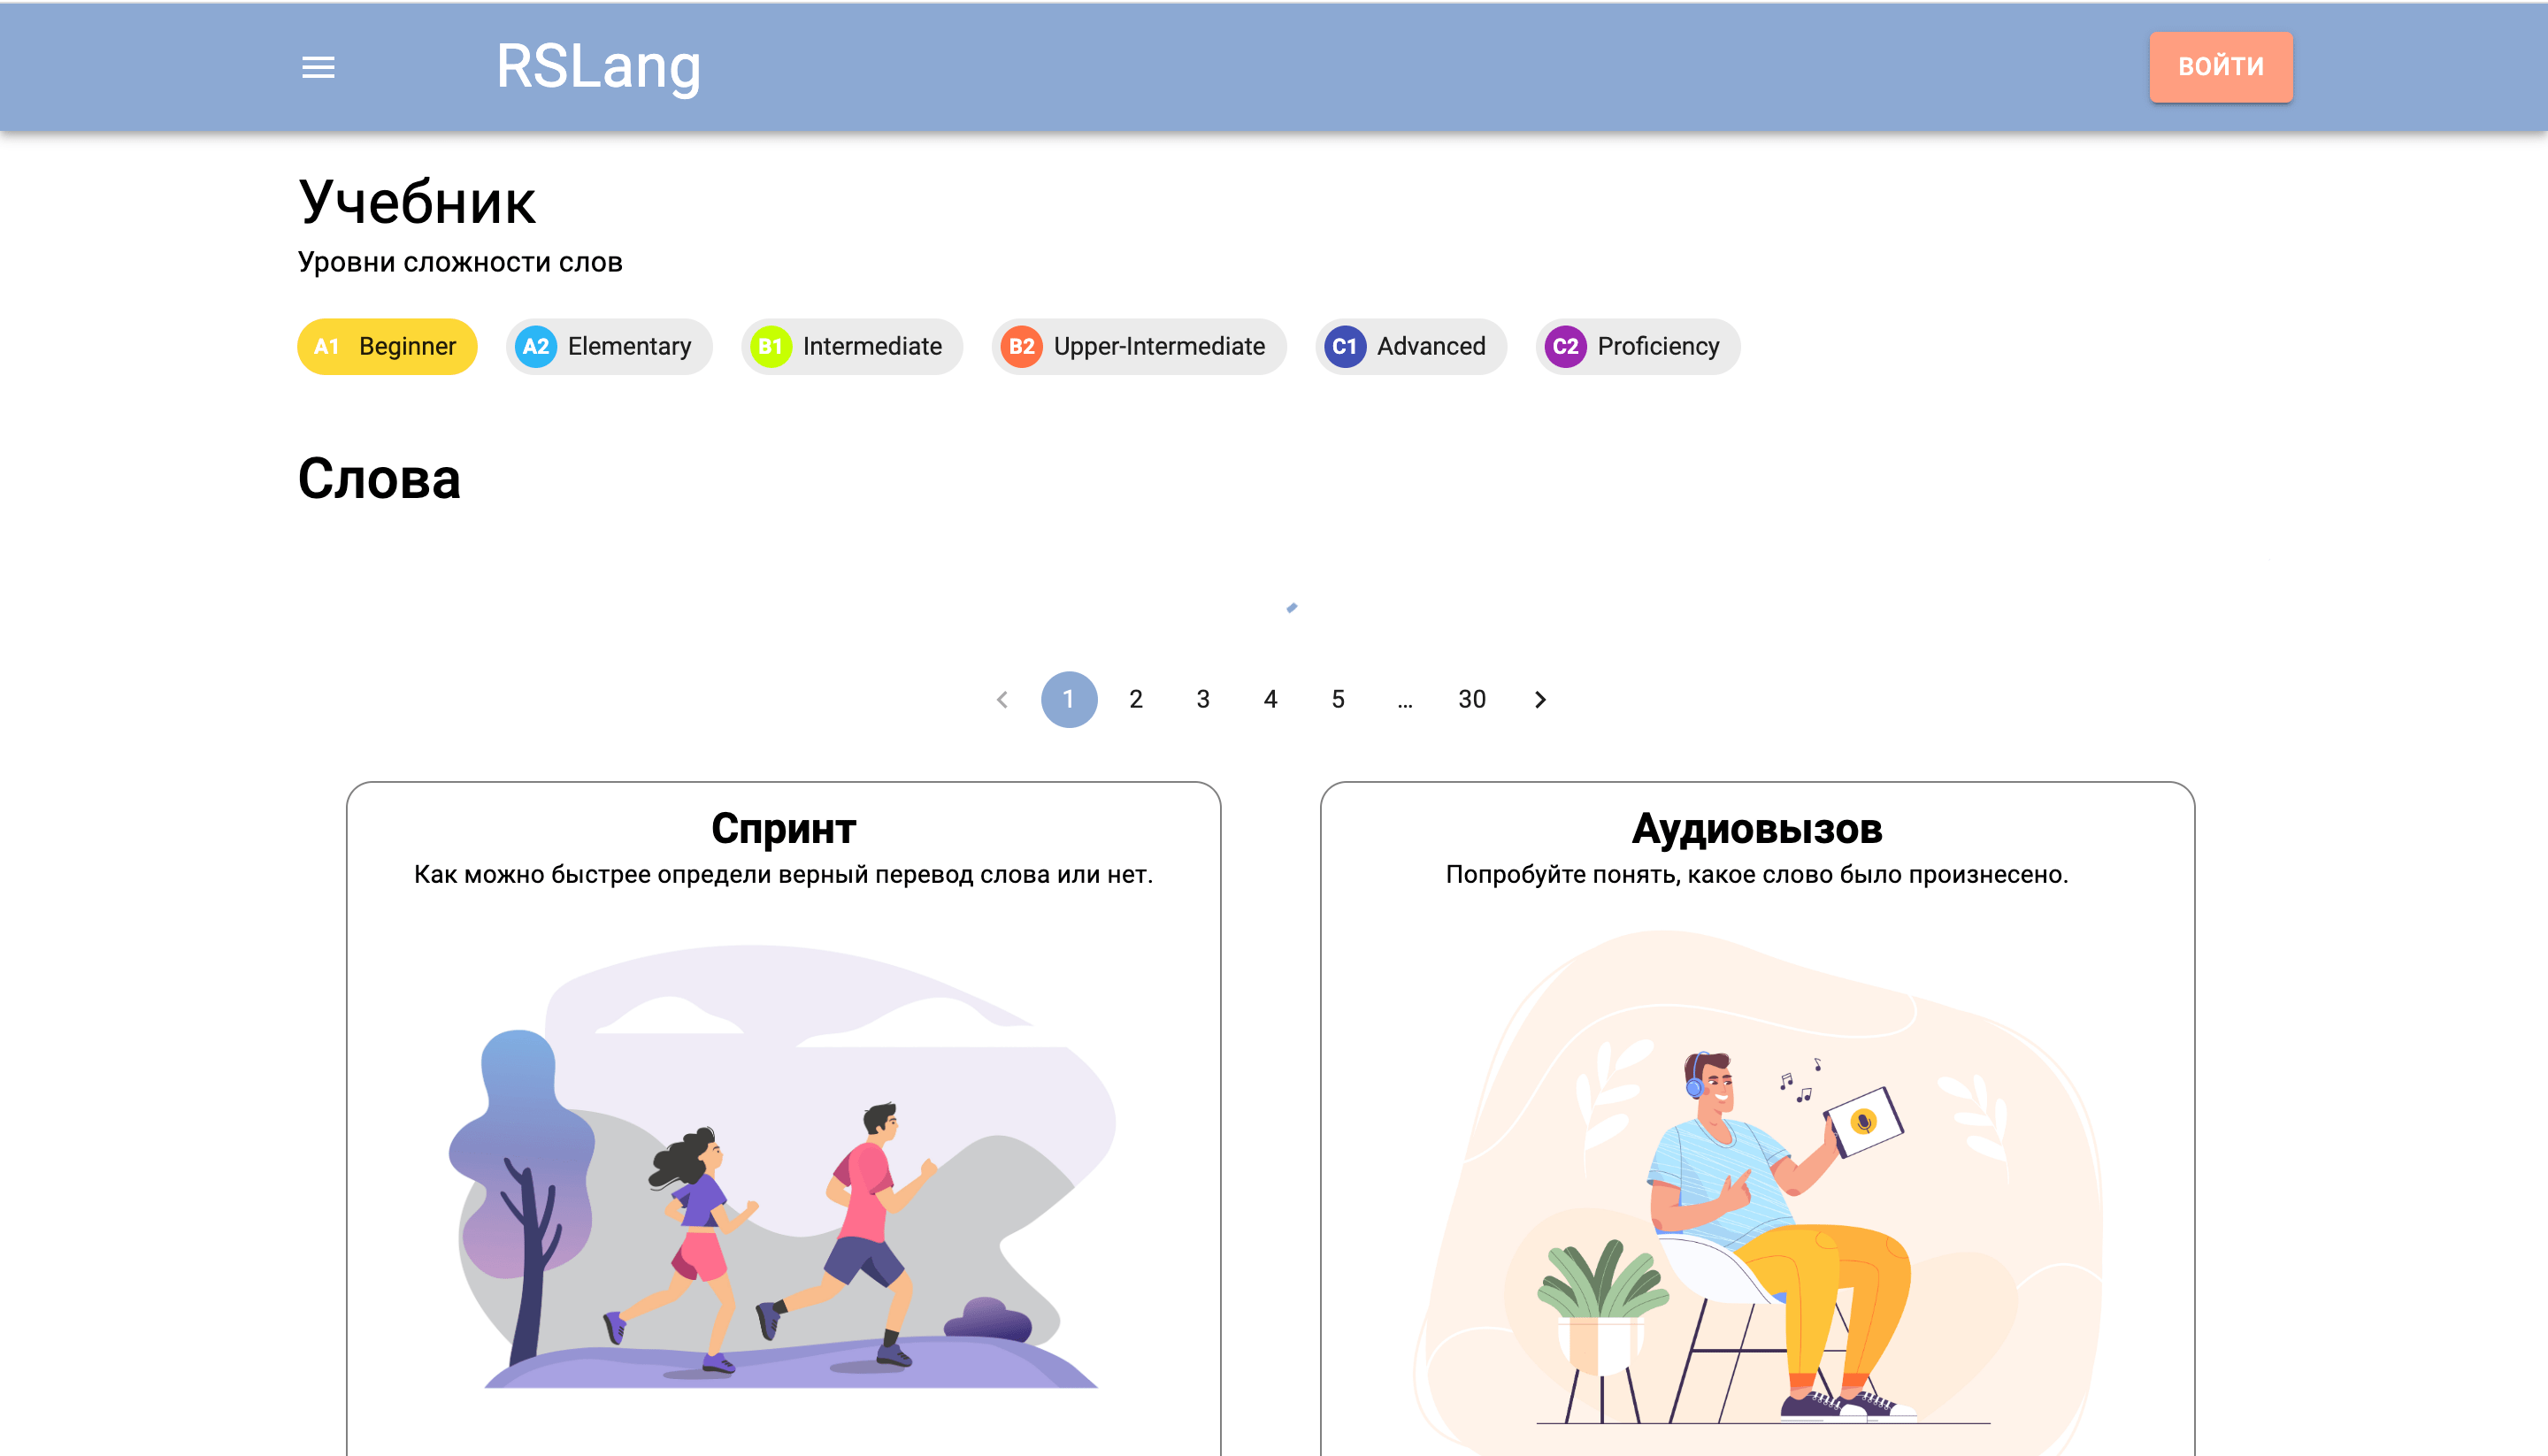 RSLang
ВОЙТИ
Учебник
Уровни сложности слов
A1 Beginner A2 Elementary B1 Intermediate B2 Upper-Intermediate C1 Advanced C2 Proficiency
Слова
1 2 3 4 5 ... 30
Спринт
Как можно быстрее определи верный перевод слова или нет.
Аудиовызов
Попробуйте понять, какое слово было произнесено.